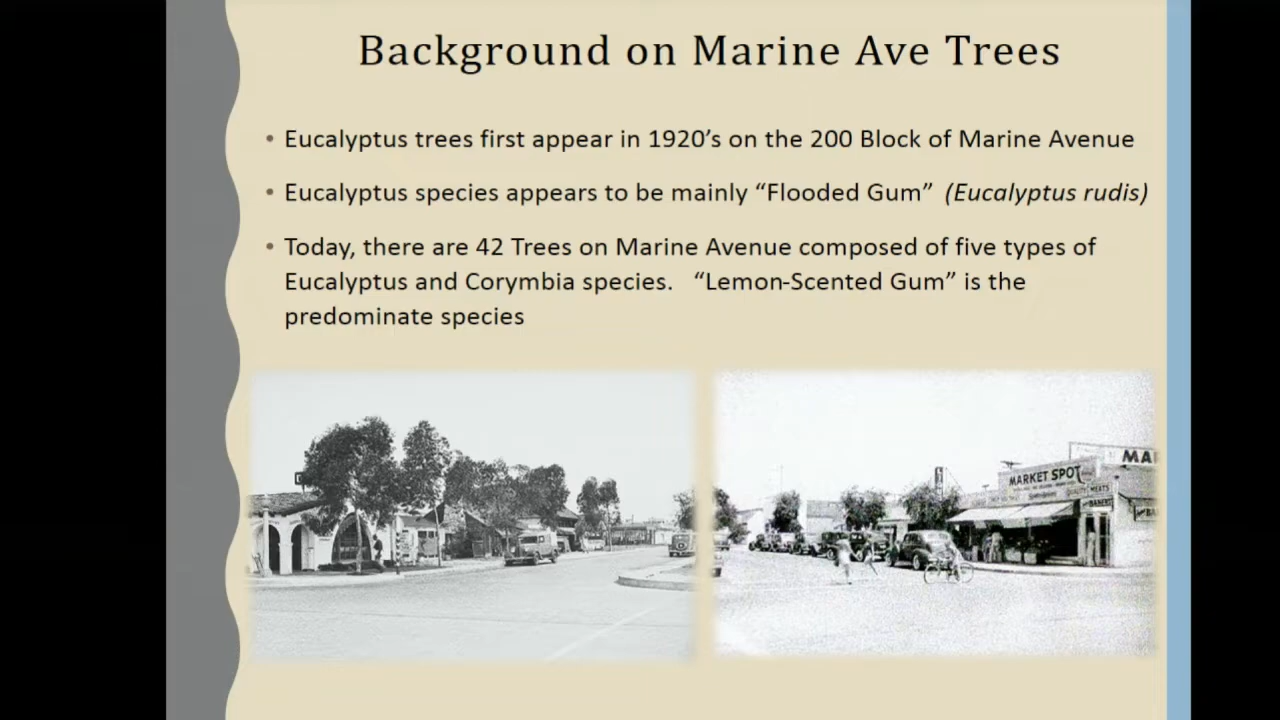 Background on Marine Ave Trees
• Eucalyptus trees first appear in 1920’s on the 200 Block of Marine Avenue
• Eucalyptus species appears to be mainly “Flooded Gum” (Eucalyptus rudis)
• Today, there are 42 Trees on Marine Avenue composed of five types of
Eucalyptus and Corymbia species. “Lemon-Scented Gum” is the
predominate species
MARKET SPOT
MEATS